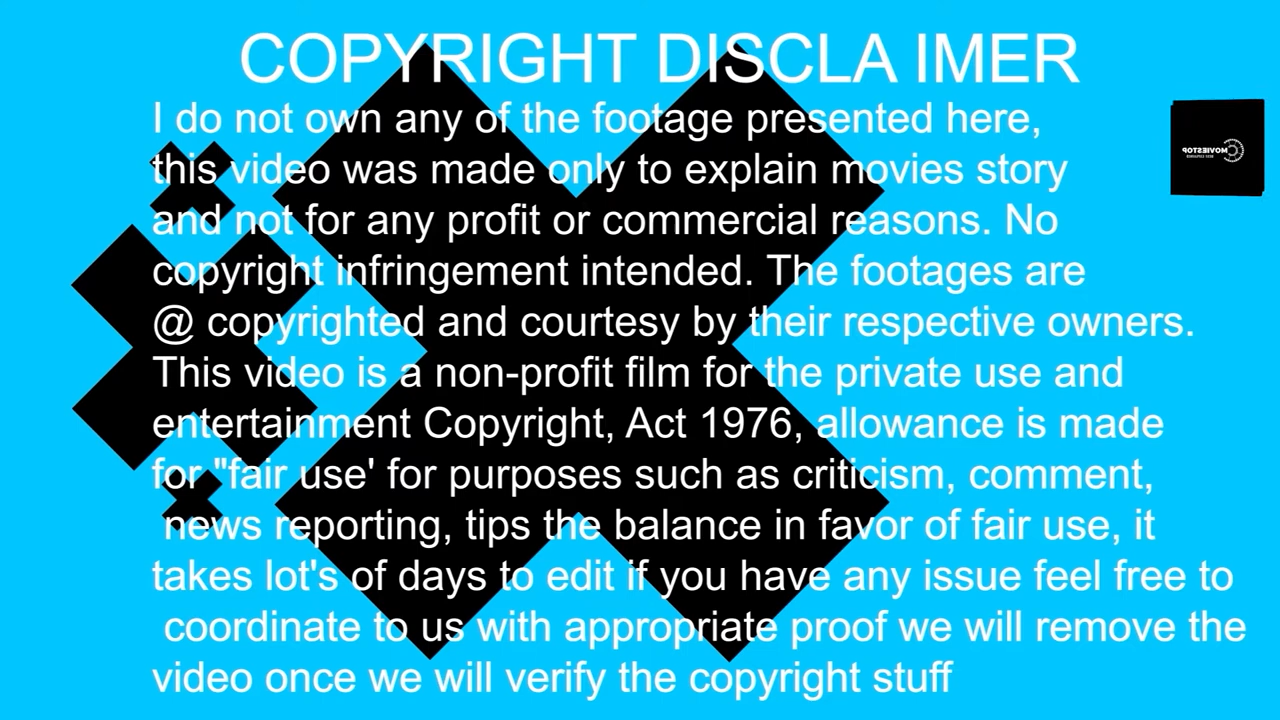 COPYRIGHT DISCLA IMER
I do not own any of the footage presented here,
this video was made only to explain movies story
and not for any profit or commercial reasons. No
copyright infringement intended. The footages are
@ copyrighted and courtesy by their respective owners.
This video is a non-profit film for the private use and
entertainment Copyright, Act 1976, allowance is made
for "fair use' for purposes such as criticism, comment,
news reporting, tips the balance in favor of fair use, it
takes lot's of days to edit if you have any issue feel free to
coordinate to us with appropriate proof we will remove the
video once we will verify the copyright stuff
MOVIESTOP